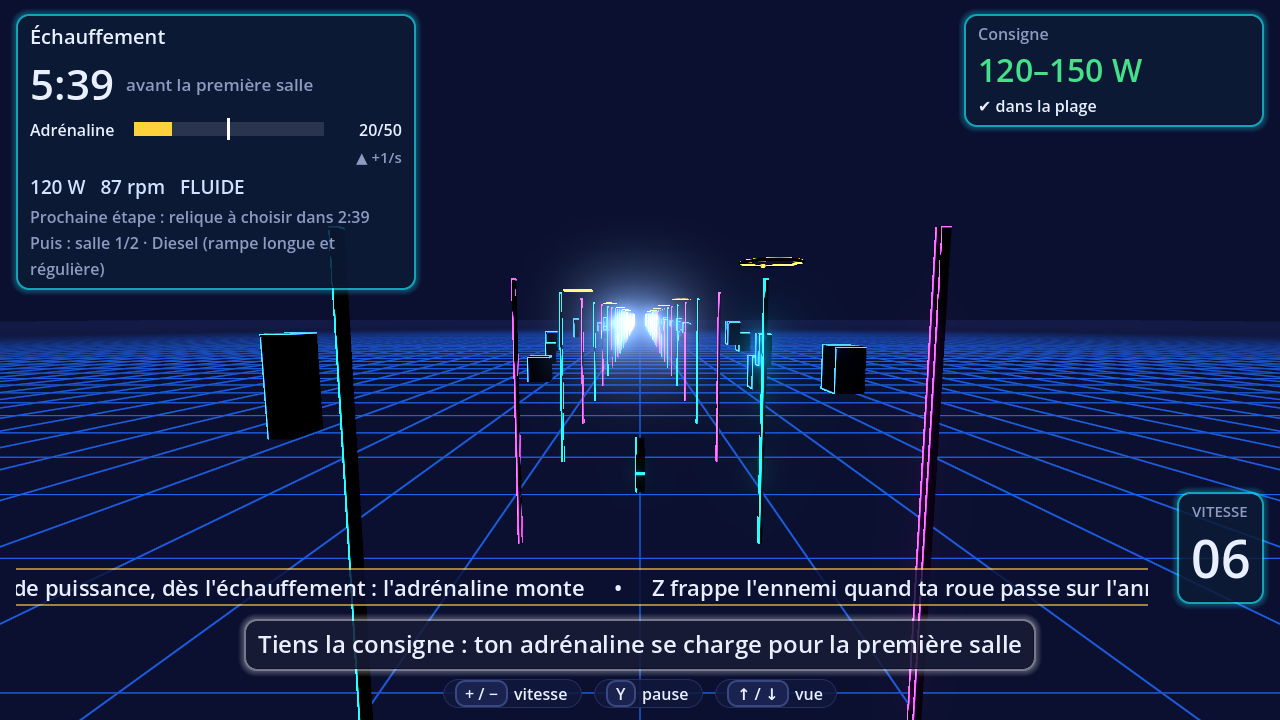 Échauffement
5:39 avant la première salle
Adrénaline 20/50
▲ +1/s
120 W 87 rpm FLUIDE
Prochaine étape : relique à choisir dans 2:39
Puis : salle 1/2 · Diesel (rampe longue et
régulière)
Consigne
120–150 W
✔ dans la plage
VITESSE
06
de puissance, dès l'échauffement : l'adrénaline monte • Z frappe l'ennemi quand ta roue passe sur
Tiens la consigne : ton adrénaline se charge pour la première salle
+ / − vitesse Y pause ↑ / ↓ vue